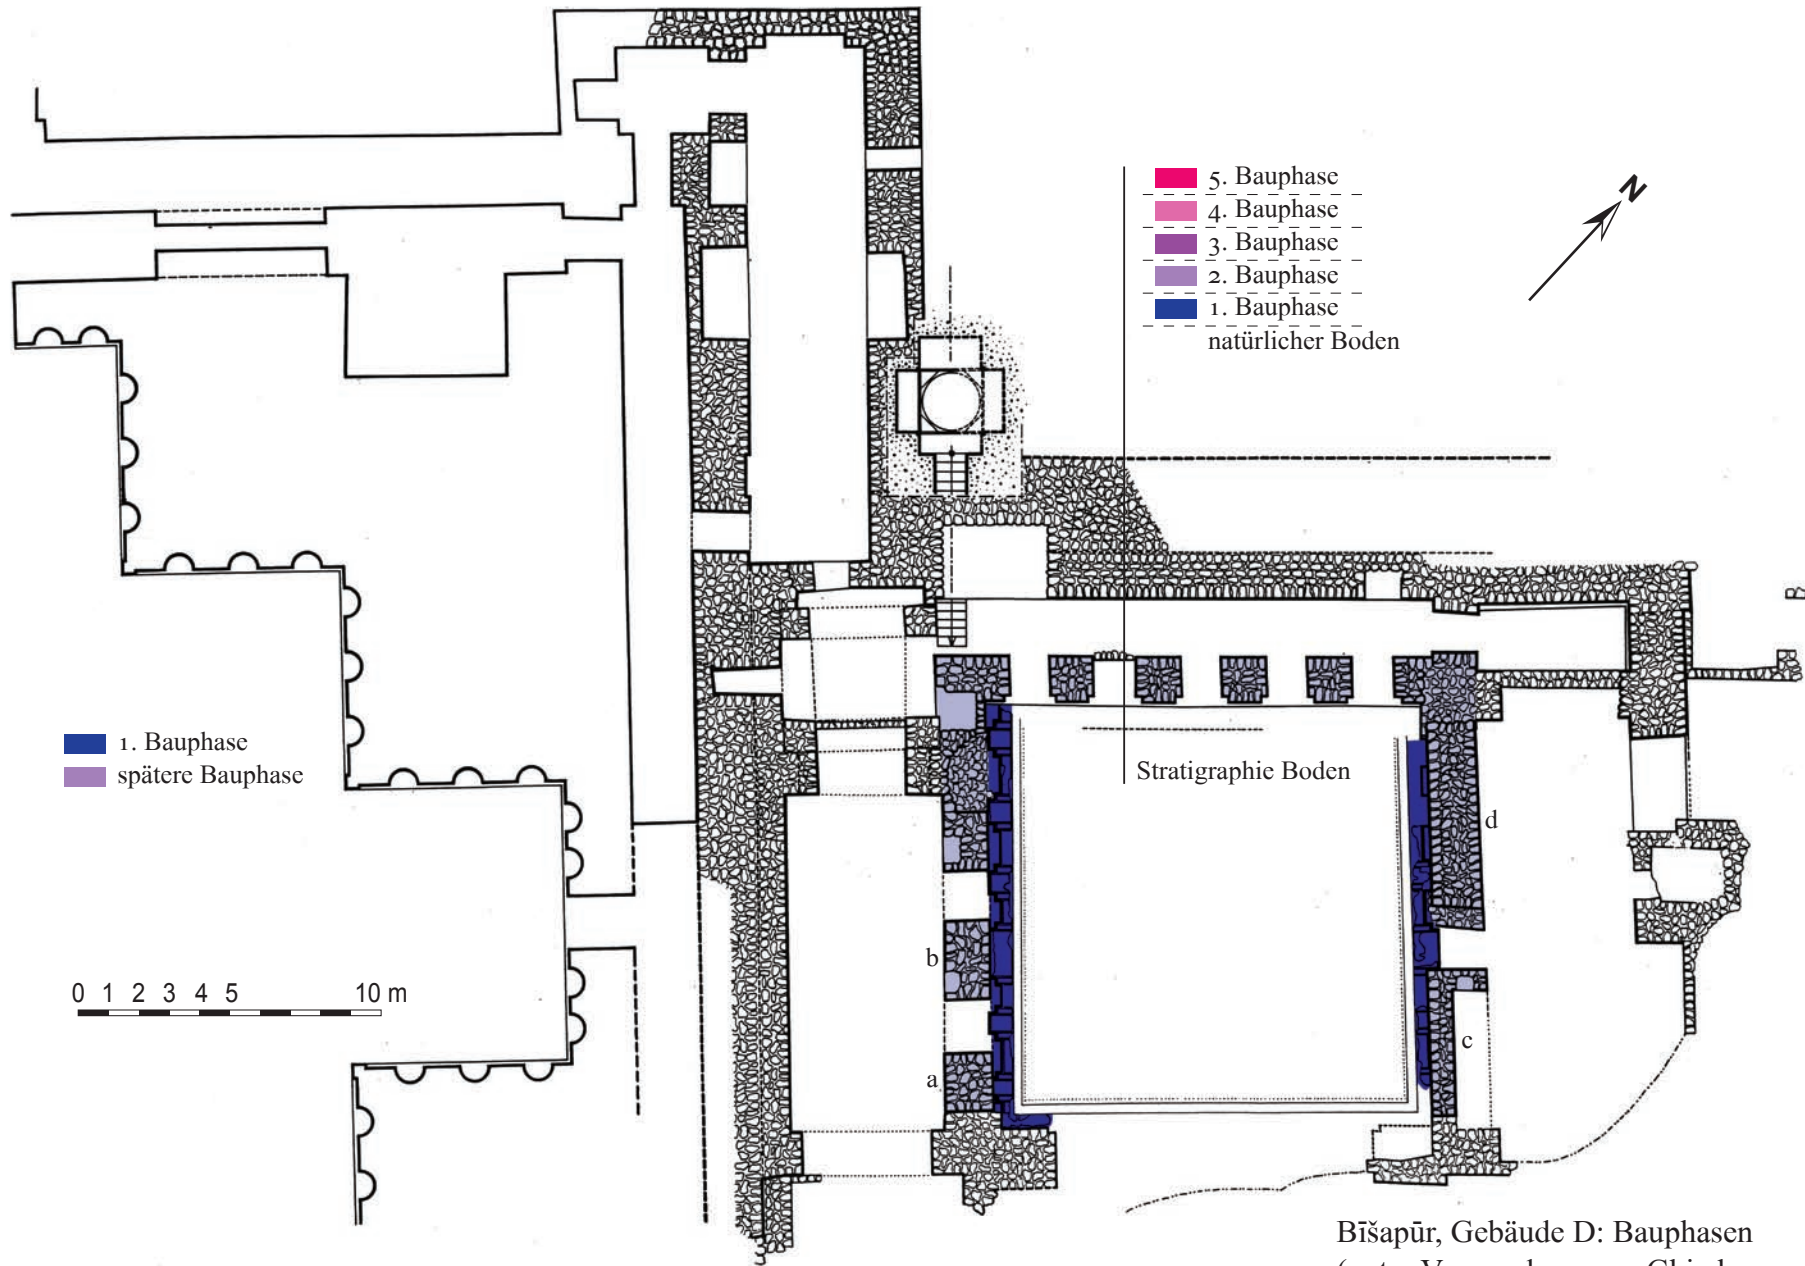 5. Bauphase
4. Bauphase
3. Bauphase
2. Bauphase
1. Bauphase
natürlicher Boden
N
1. Bauphase
spätere Bauphase
Stratigraphie Boden
d
b
c
a
0 1 2 3 4 5 10 m
Bīšapūr, Gebäude D: Bauphasen